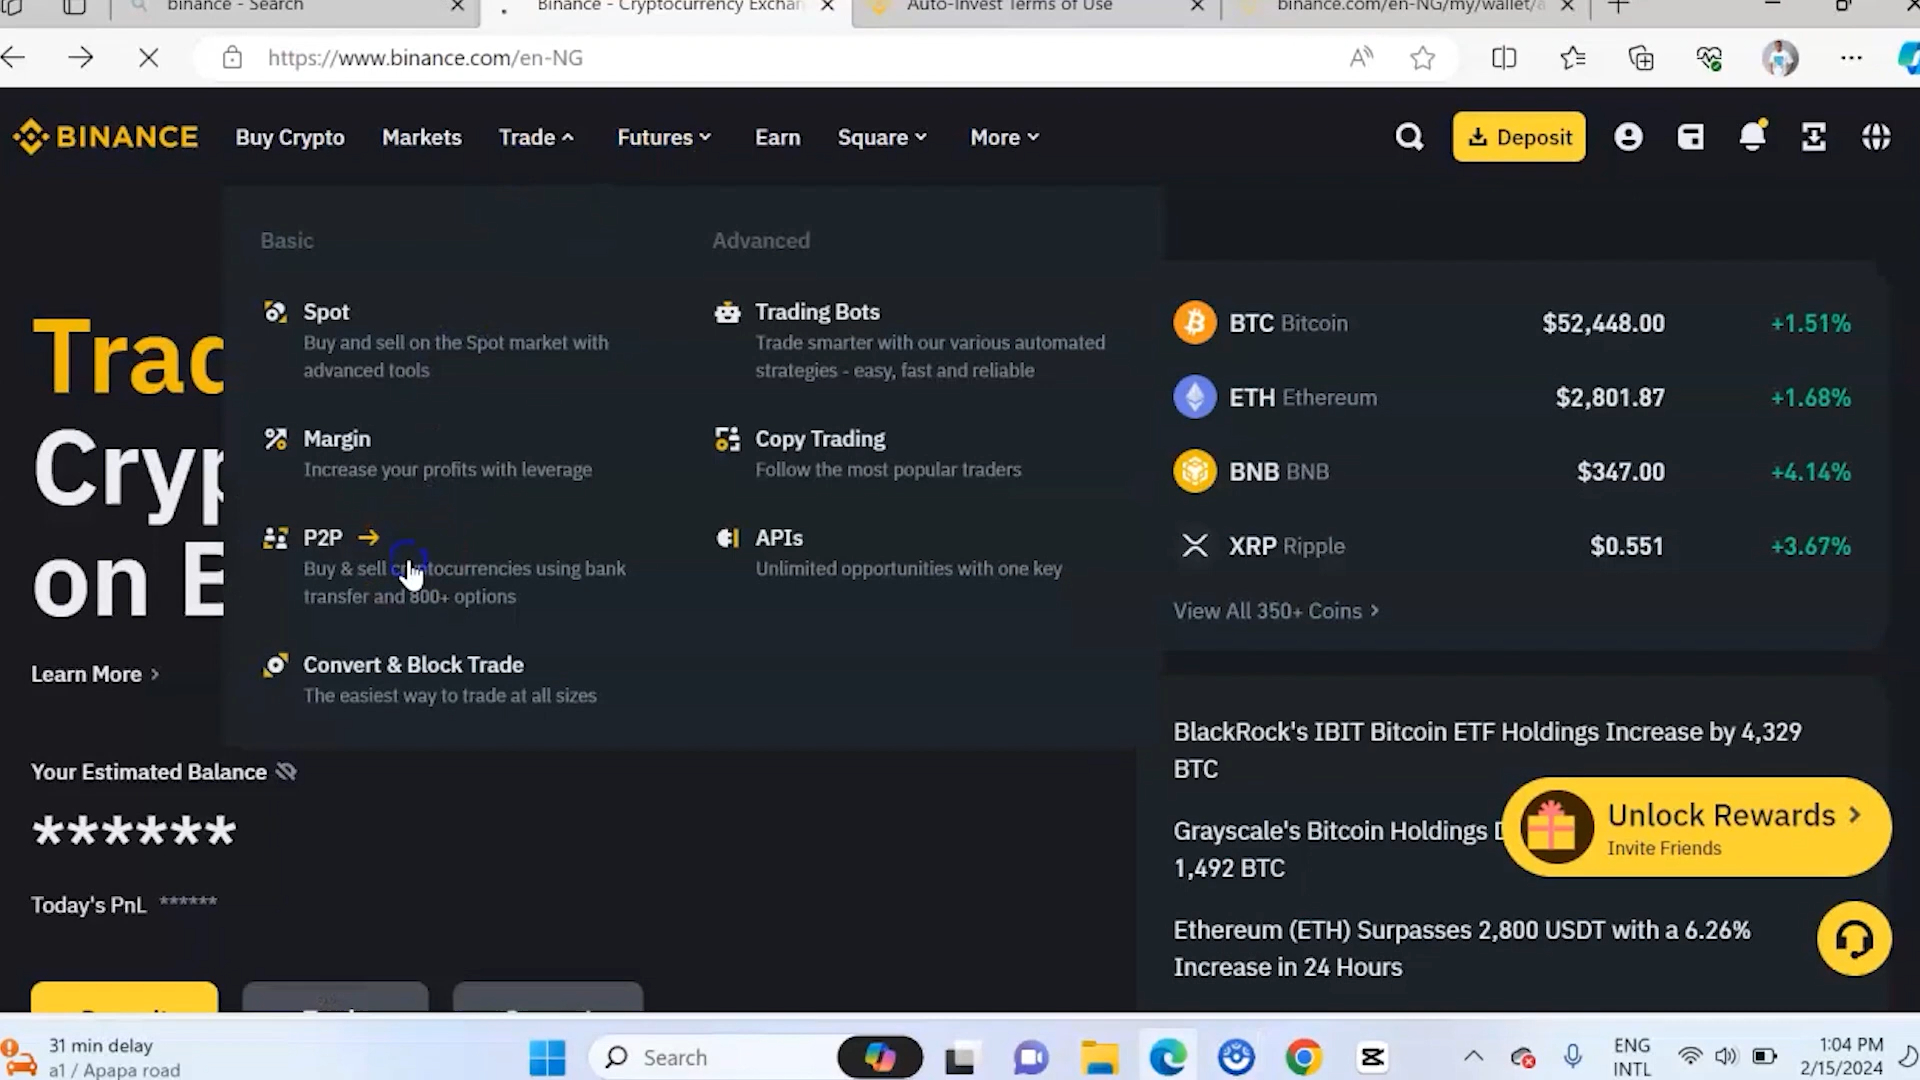 binance - Search
Binance - Cryptocurrency Exchan
Auto-Invest Terms of Use
binance.com/en-NG/my/wallet/a
https://www.binance.com/en-NG
BINANCE
Buy Crypto
Markets
Trade
Futures
Earn
Square
More
Deposit
Basic
Advanced
Spot
Buy and sell on the Spot market with
advanced tools
Trading Bots
Trade smarter with our various automated
strategies - easy, fast and reliable
Margin
Increase your profits with leverage
Copy Trading
Follow the most popular traders
P2P →
Buy & sell cryptocurrencies using bank
transfer and 800+ options
APIs
Unlimited opportunities with one key
Convert & Block Trade
The easiest way to trade at all sizes
Trad
Cryp
on E
Learn More >
Your Estimated Balance
******
Today's PnL ******
BTC Bitcoin $52,448.00 +1.51%
ETH Ethereum $2,801.87 +1.68%
BNB BNB $347.00 +4.14%
XRP Ripple $0.551 +3.67%
View All 350+ Coins >
BlackRock's IBIT Bitcoin ETF Holdings Increase by 4,329
BTC
Grayscale's Bitcoin Holdings D
1,492 BTC
Ethereum (ETH) Surpasses 2,800 USDT with a 6.26%
Increase in 24 Hours
Unlock Rewards >
Invite Friends
31 min delay
a1 / Apapa road
Search
ENG
INTL
1:04 PM
2/15/2024